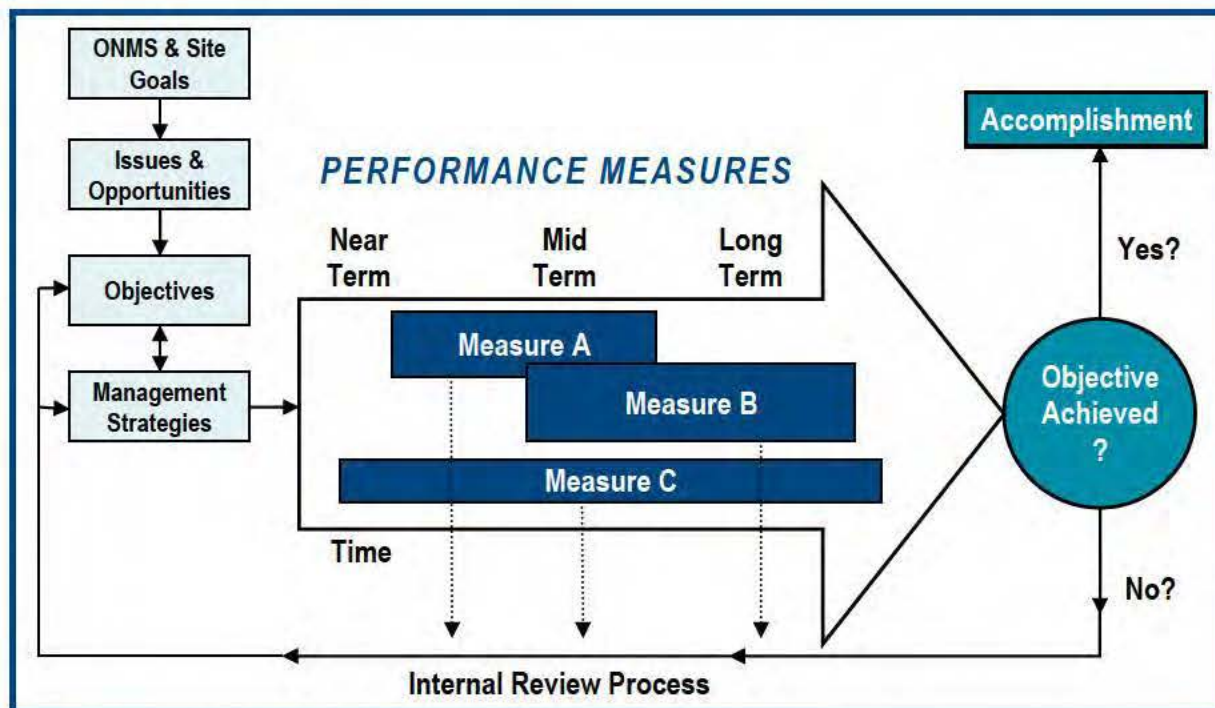 ONMS & Site
Goals
Issues &
Opportunities
Objectives
Management
Strategies
PERFORMANCE MEASURES
Near
Term
Mid
Term
Long
Term
Measure A
Measure B
Measure C
Time
Accomplishment
Yes?
Objective
Achieved
?
No?
Internal Review Process